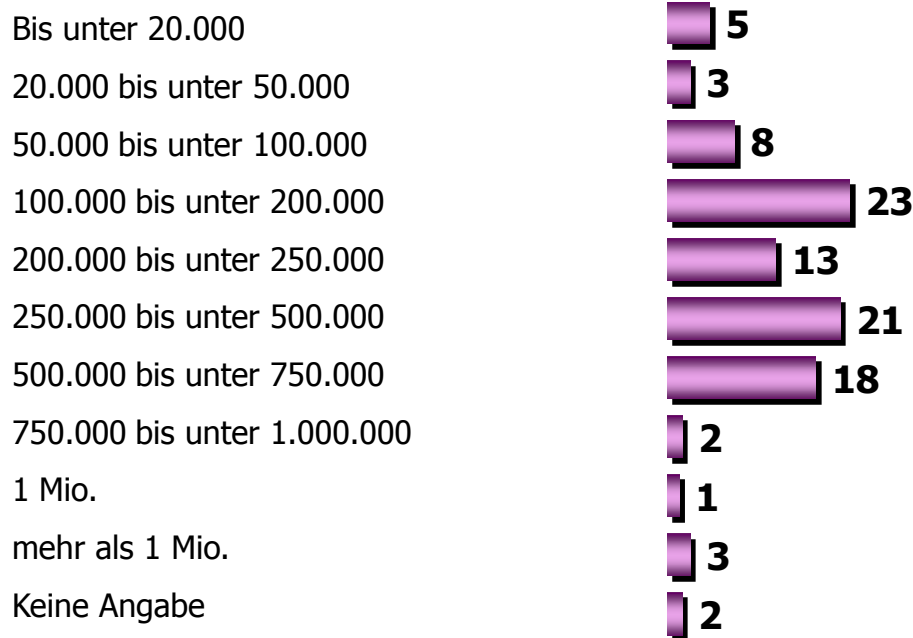 Bis unter 20.000 5
20.000 bis unter 50.000 3
50.000 bis unter 100.000 8
100.000 bis unter 200.000 23
200.000 bis unter 250.000 13
250.000 bis unter 500.000 21
500.000 bis unter 750.000 18
750.000 bis unter 1.000.000 2
1 Mio. 1
mehr als 1 Mio. 3
Keine Angabe 2